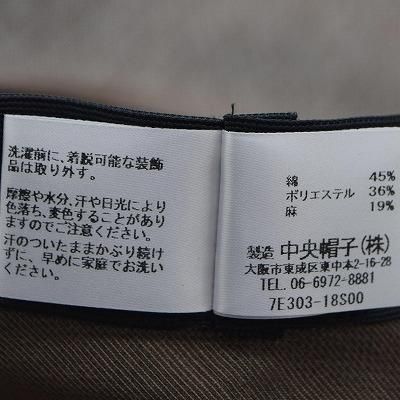 洗濯前に、着脱可能な装飾
品は取り外す。
摩擦や水分、汗や日光により
色落ち、変色することがあり
ますのでご注意ください。
汗のついたままかぶり続け
ずに、早めに家庭でお洗い
ください。
綿 45%
ポリエステル 36%
麻 19%
製造 中央帽子(株)
大阪市東成区東中本2-16-28
TEL. 06-6972-8881
7E303-18S00